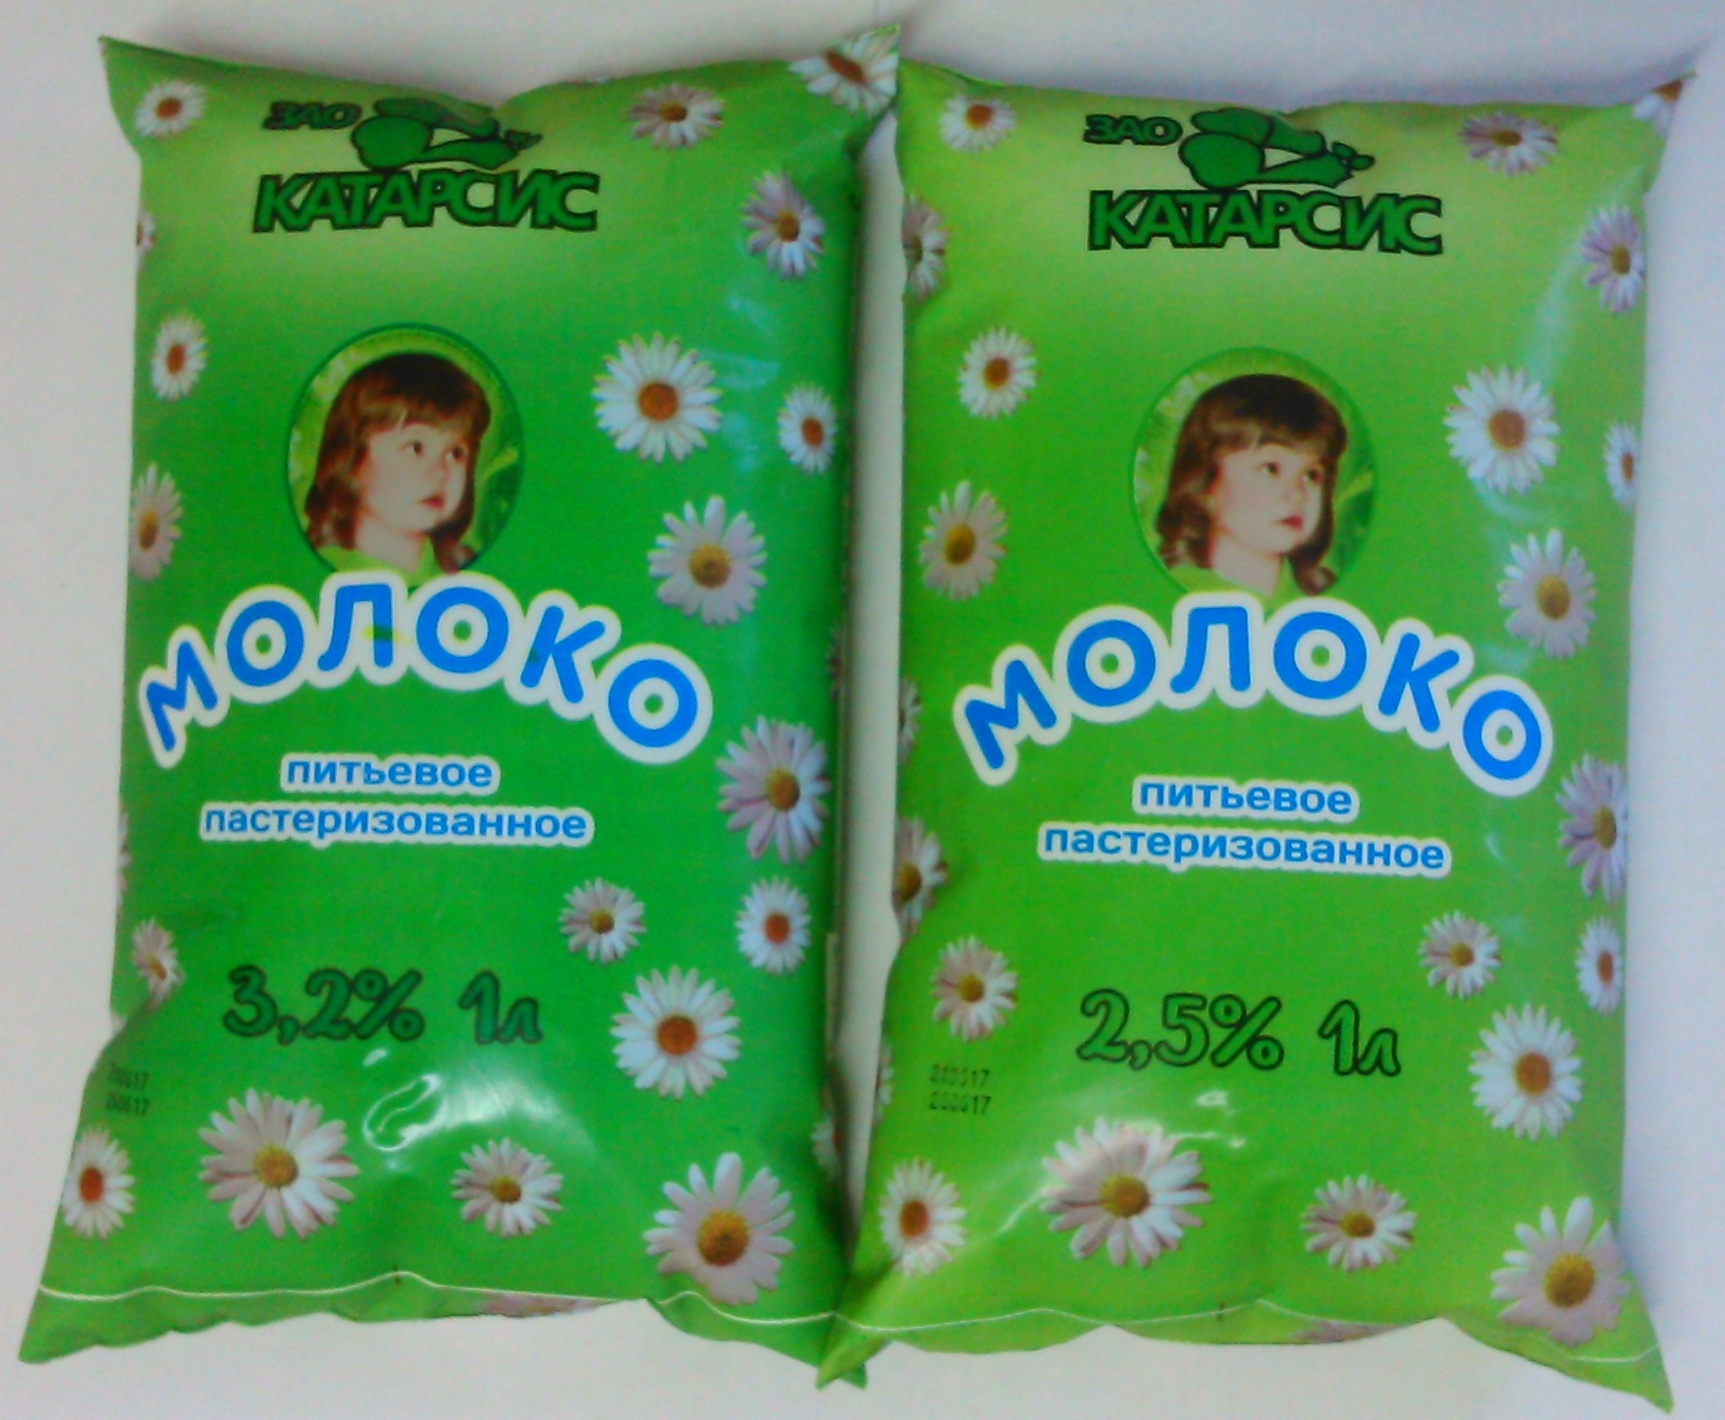 ЗАО
КАТАРСИС
МОЛОКО
питьевое
пастеризованное
3,2% 1л
ЗАО
КАТАРСИС
МОЛОКО
питьевое
пастеризованное
2,5% 1л